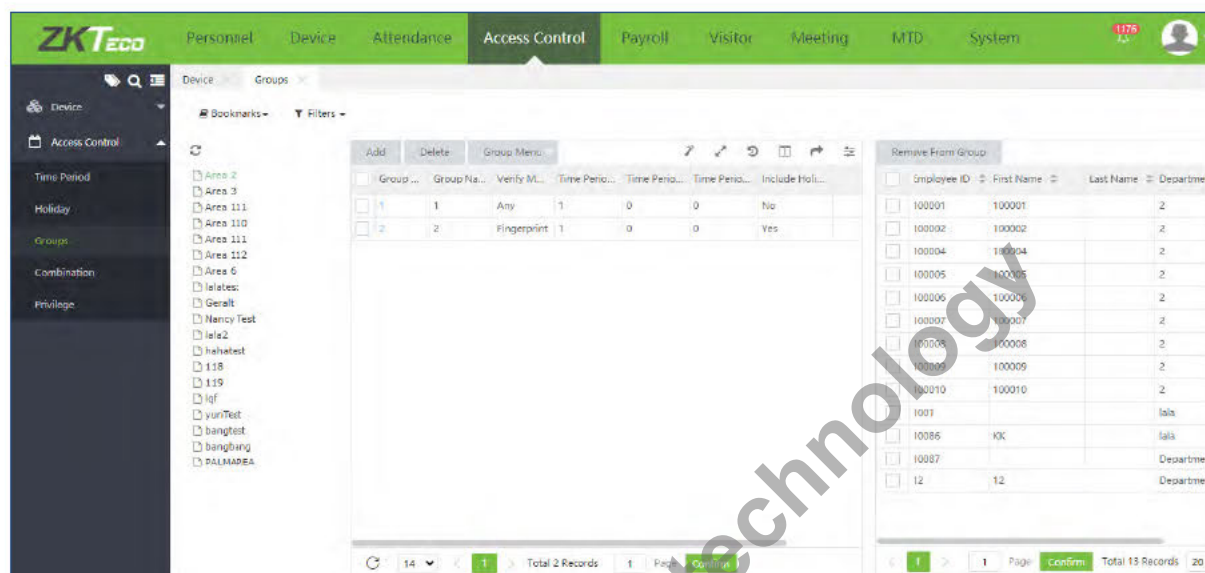 ZKTeco Personnel Device Attendance Access Control Payroll Visitor Meeting MTD System 1176
Device Groups
Device
Access Control
Time Period
Holiday
Groups
Combination
Privilege
Bookmarks Filters
Area 2
Area 3
Area 111
Area 110
Area 111
Area 112
Area 6
lalatest
Geralt
Nancy Test
lala2
hahatest
118
119
lqf
yuriTest
bangtest
bangbang
PALMAREA
Add Delete Group Menu
Group ... Group Na... Verify M... Time Perio... Time Perio... Time Perio... Include Holi...
1 1 Any 1 0 0 No
2 2 Fingerprint 1 0 0 Yes
14 1 Total 2 Records 1 Page Confirm
Remove From Group
Employee ID First Name Last Name Departme
100001 100001 2
100002 100002 2
100004 100004 2
100005 100005 2
100006 100006 2
100007 100007 2
100008 100008 2
100009 100009 2
100010 100010 2
1001 lala
10086 KK lala
10087 Departme
12 12 Departme
1 1 Page Confirm Total 13 Records 20
technology